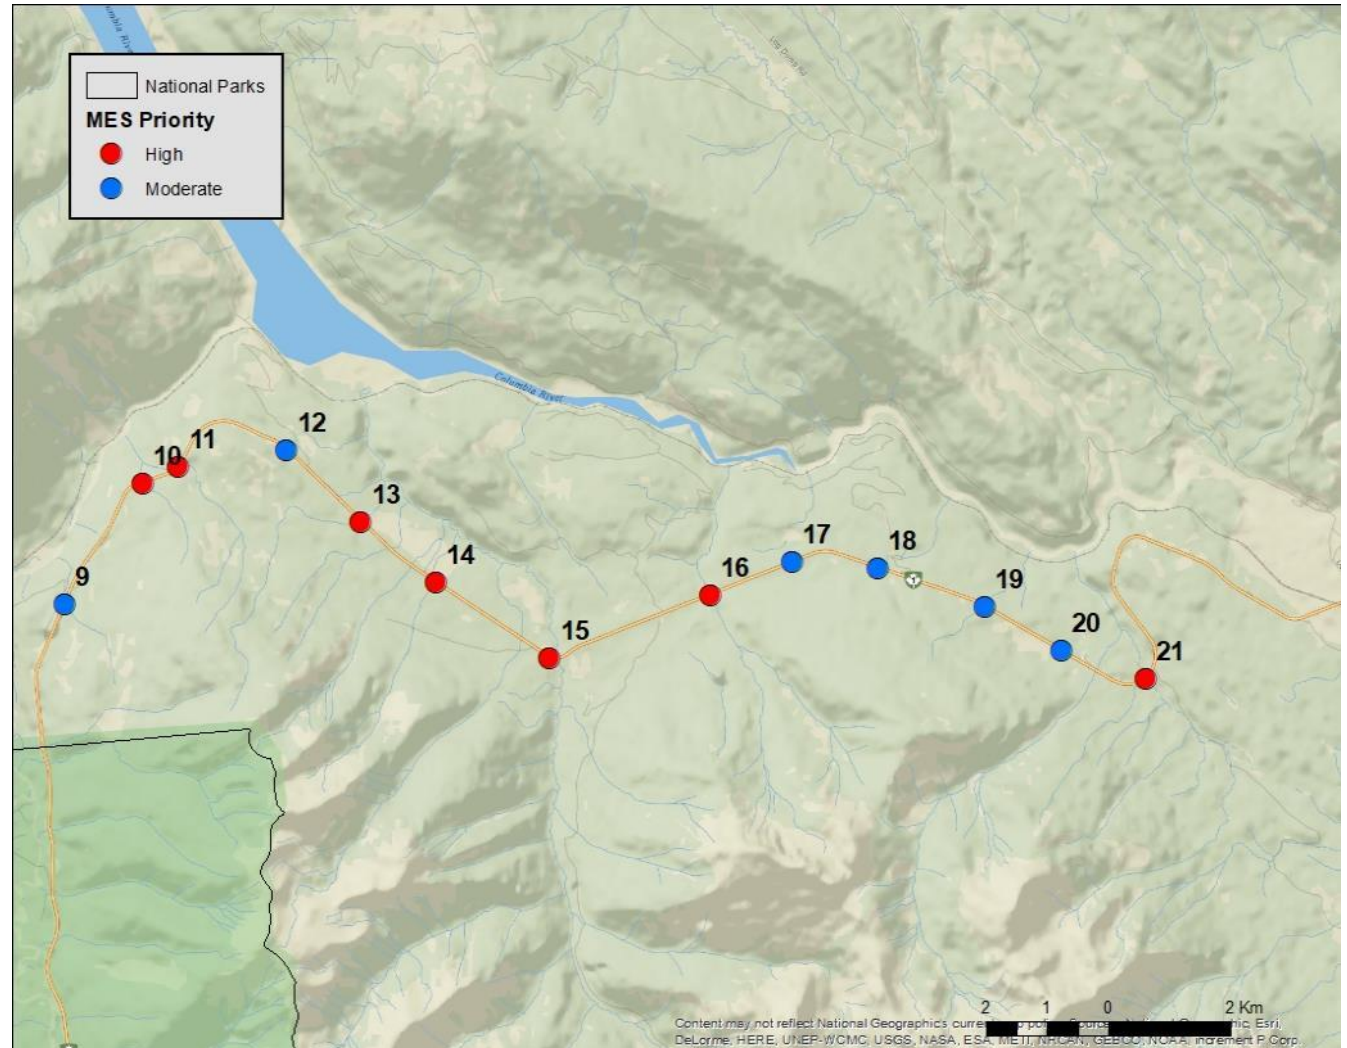 National Parks
MES Priority
High
Moderate
Columbia River
12
11
10
13
14
9
17
18
16
19
15
20
21
1
2 1 0 2 Km
Content may not reflect National Geographic's
Esri,
DeLorme, HERE, UNEP-WCMC, USGS, NASA, ESA, METI, NRCAN, GEBCO, NOAA, increment P Corp.